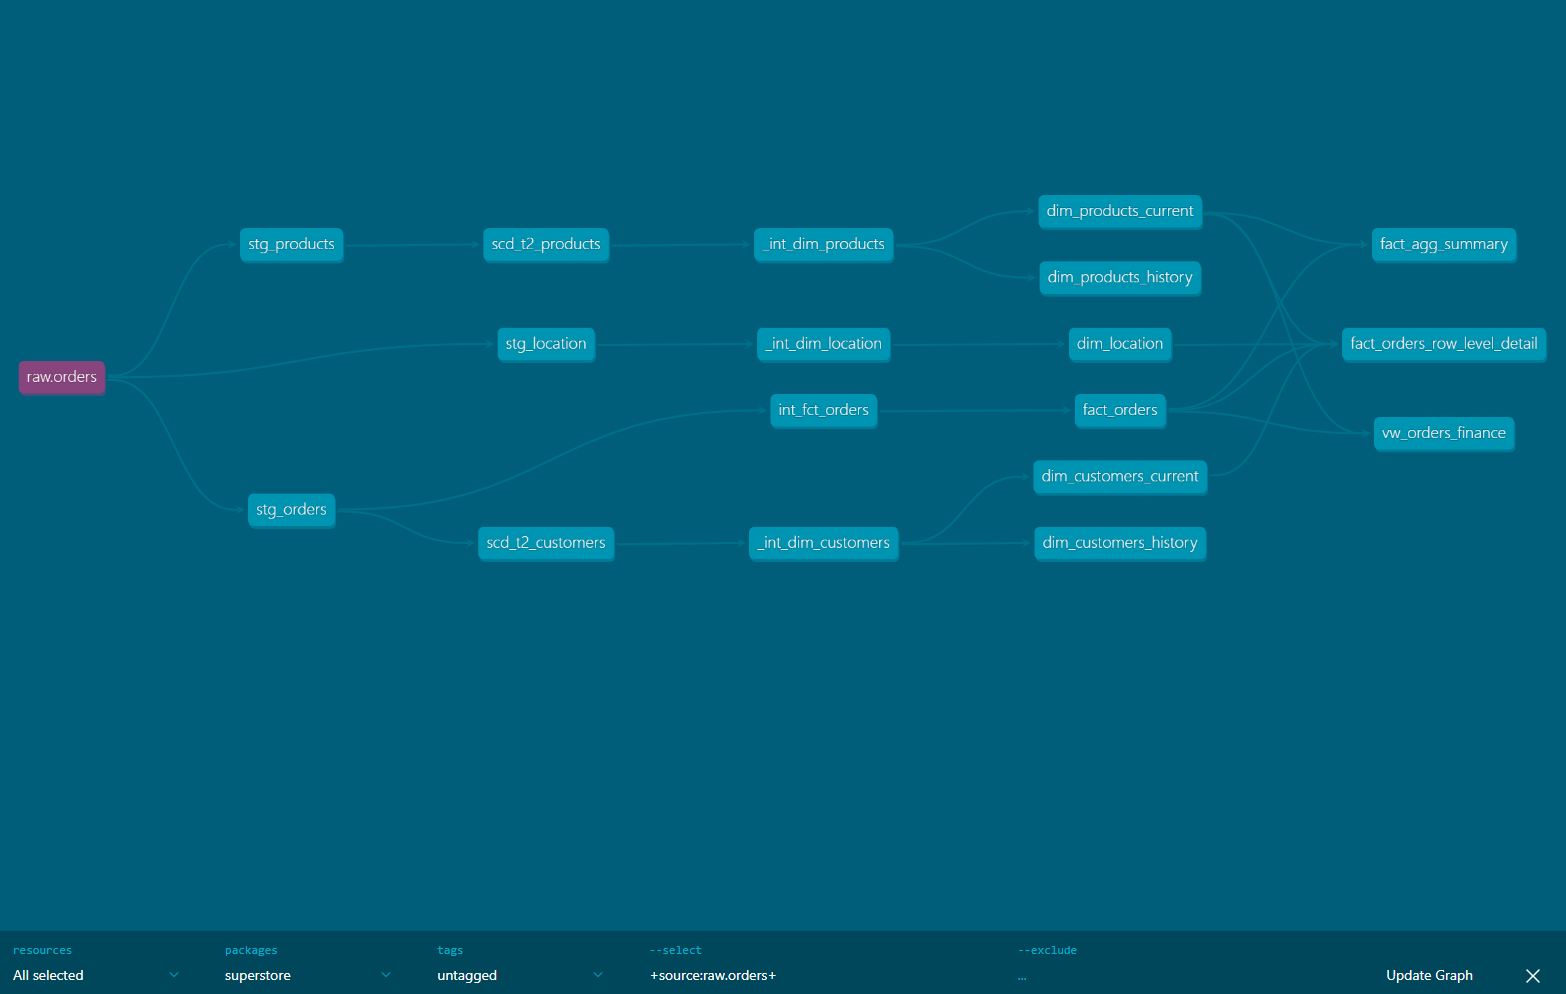 raw.orders
stg_products
scd_t2_products
_int_dim_products
dim_products_current
dim_products_history
fact_agg_summary
stg_location
_int_dim_location
dim_location
fact_orders_row_level_detail
int_fct_orders
fact_orders
vw_orders_finance
stg_orders
scd_t2_customers
_int_dim_customers
dim_customers_current
dim_customers_history
resources
All selected
packages
superstore
tags
untagged
--select
+source:raw.orders+
--exclude
...
Update Graph